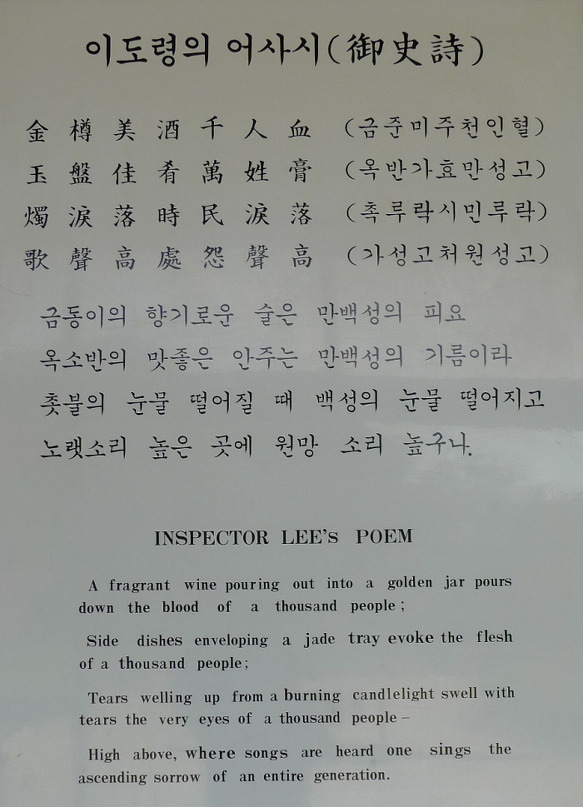 이도령의 어사시(御史詩)
金樽美酒千人血 (금준미주천인혈)
玉盤佳肴萬姓膏 (옥반가효만성고)
燭淚落時民淚落 (촉루락시민루락)
歌聲高處怨聲高 (가성고처원성고)
금동이의 향기로운 술은 만백성의 피요
옥소반의 맛좋은 안주는 만백성의 기름이라
촛불의 눈물 떨어질 때 백성의 눈물 떨어지고
노랫소리 높은 곳에 원망 소리 높구나.
INSPECTOR LEE's POEM
A fragrant wine pouring out into a golden jar pours
down the blood of a thousand people ;
Side dishes enveloping a jade tray evoke the flesh
of a thousand people ;
Tears welling up from a burning candlelight swell with
tears the very eyes of a thousand people –
High above, where songs are heard one sings the
ascending sorrow of an entire generation.